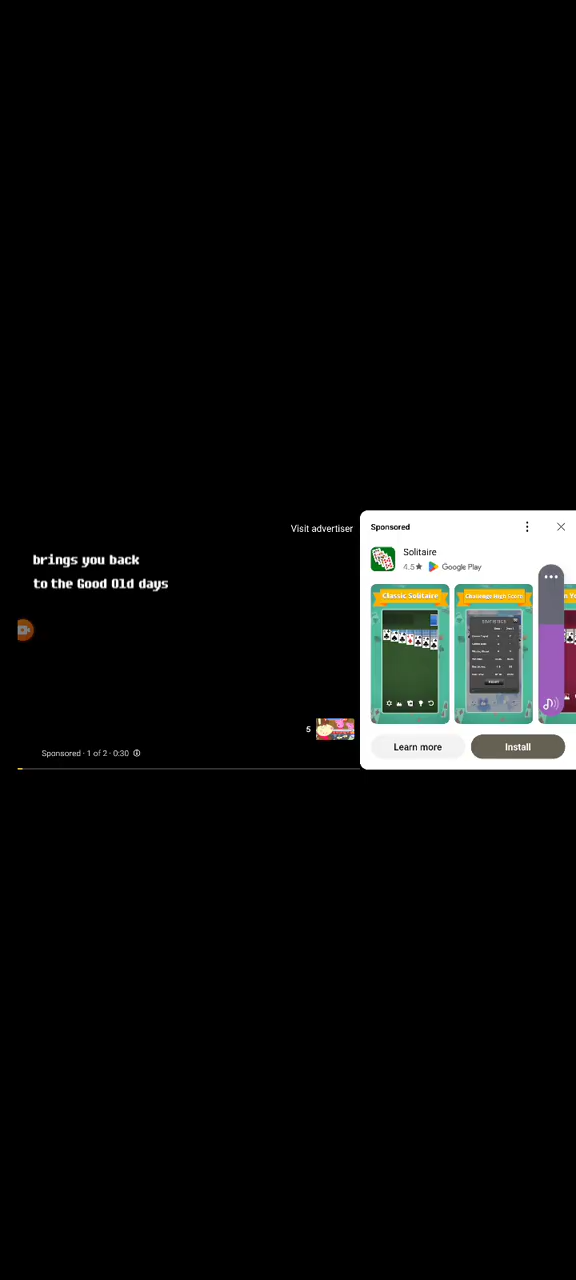 Visit advertiser
brings you back
to the Good Old days
5
Sponsored · 1 of 2 · 0:30
Sponsored
Solitaire
4.5★ Google Play
Classic Solitaire
Challenge High Score
Learn more
Install